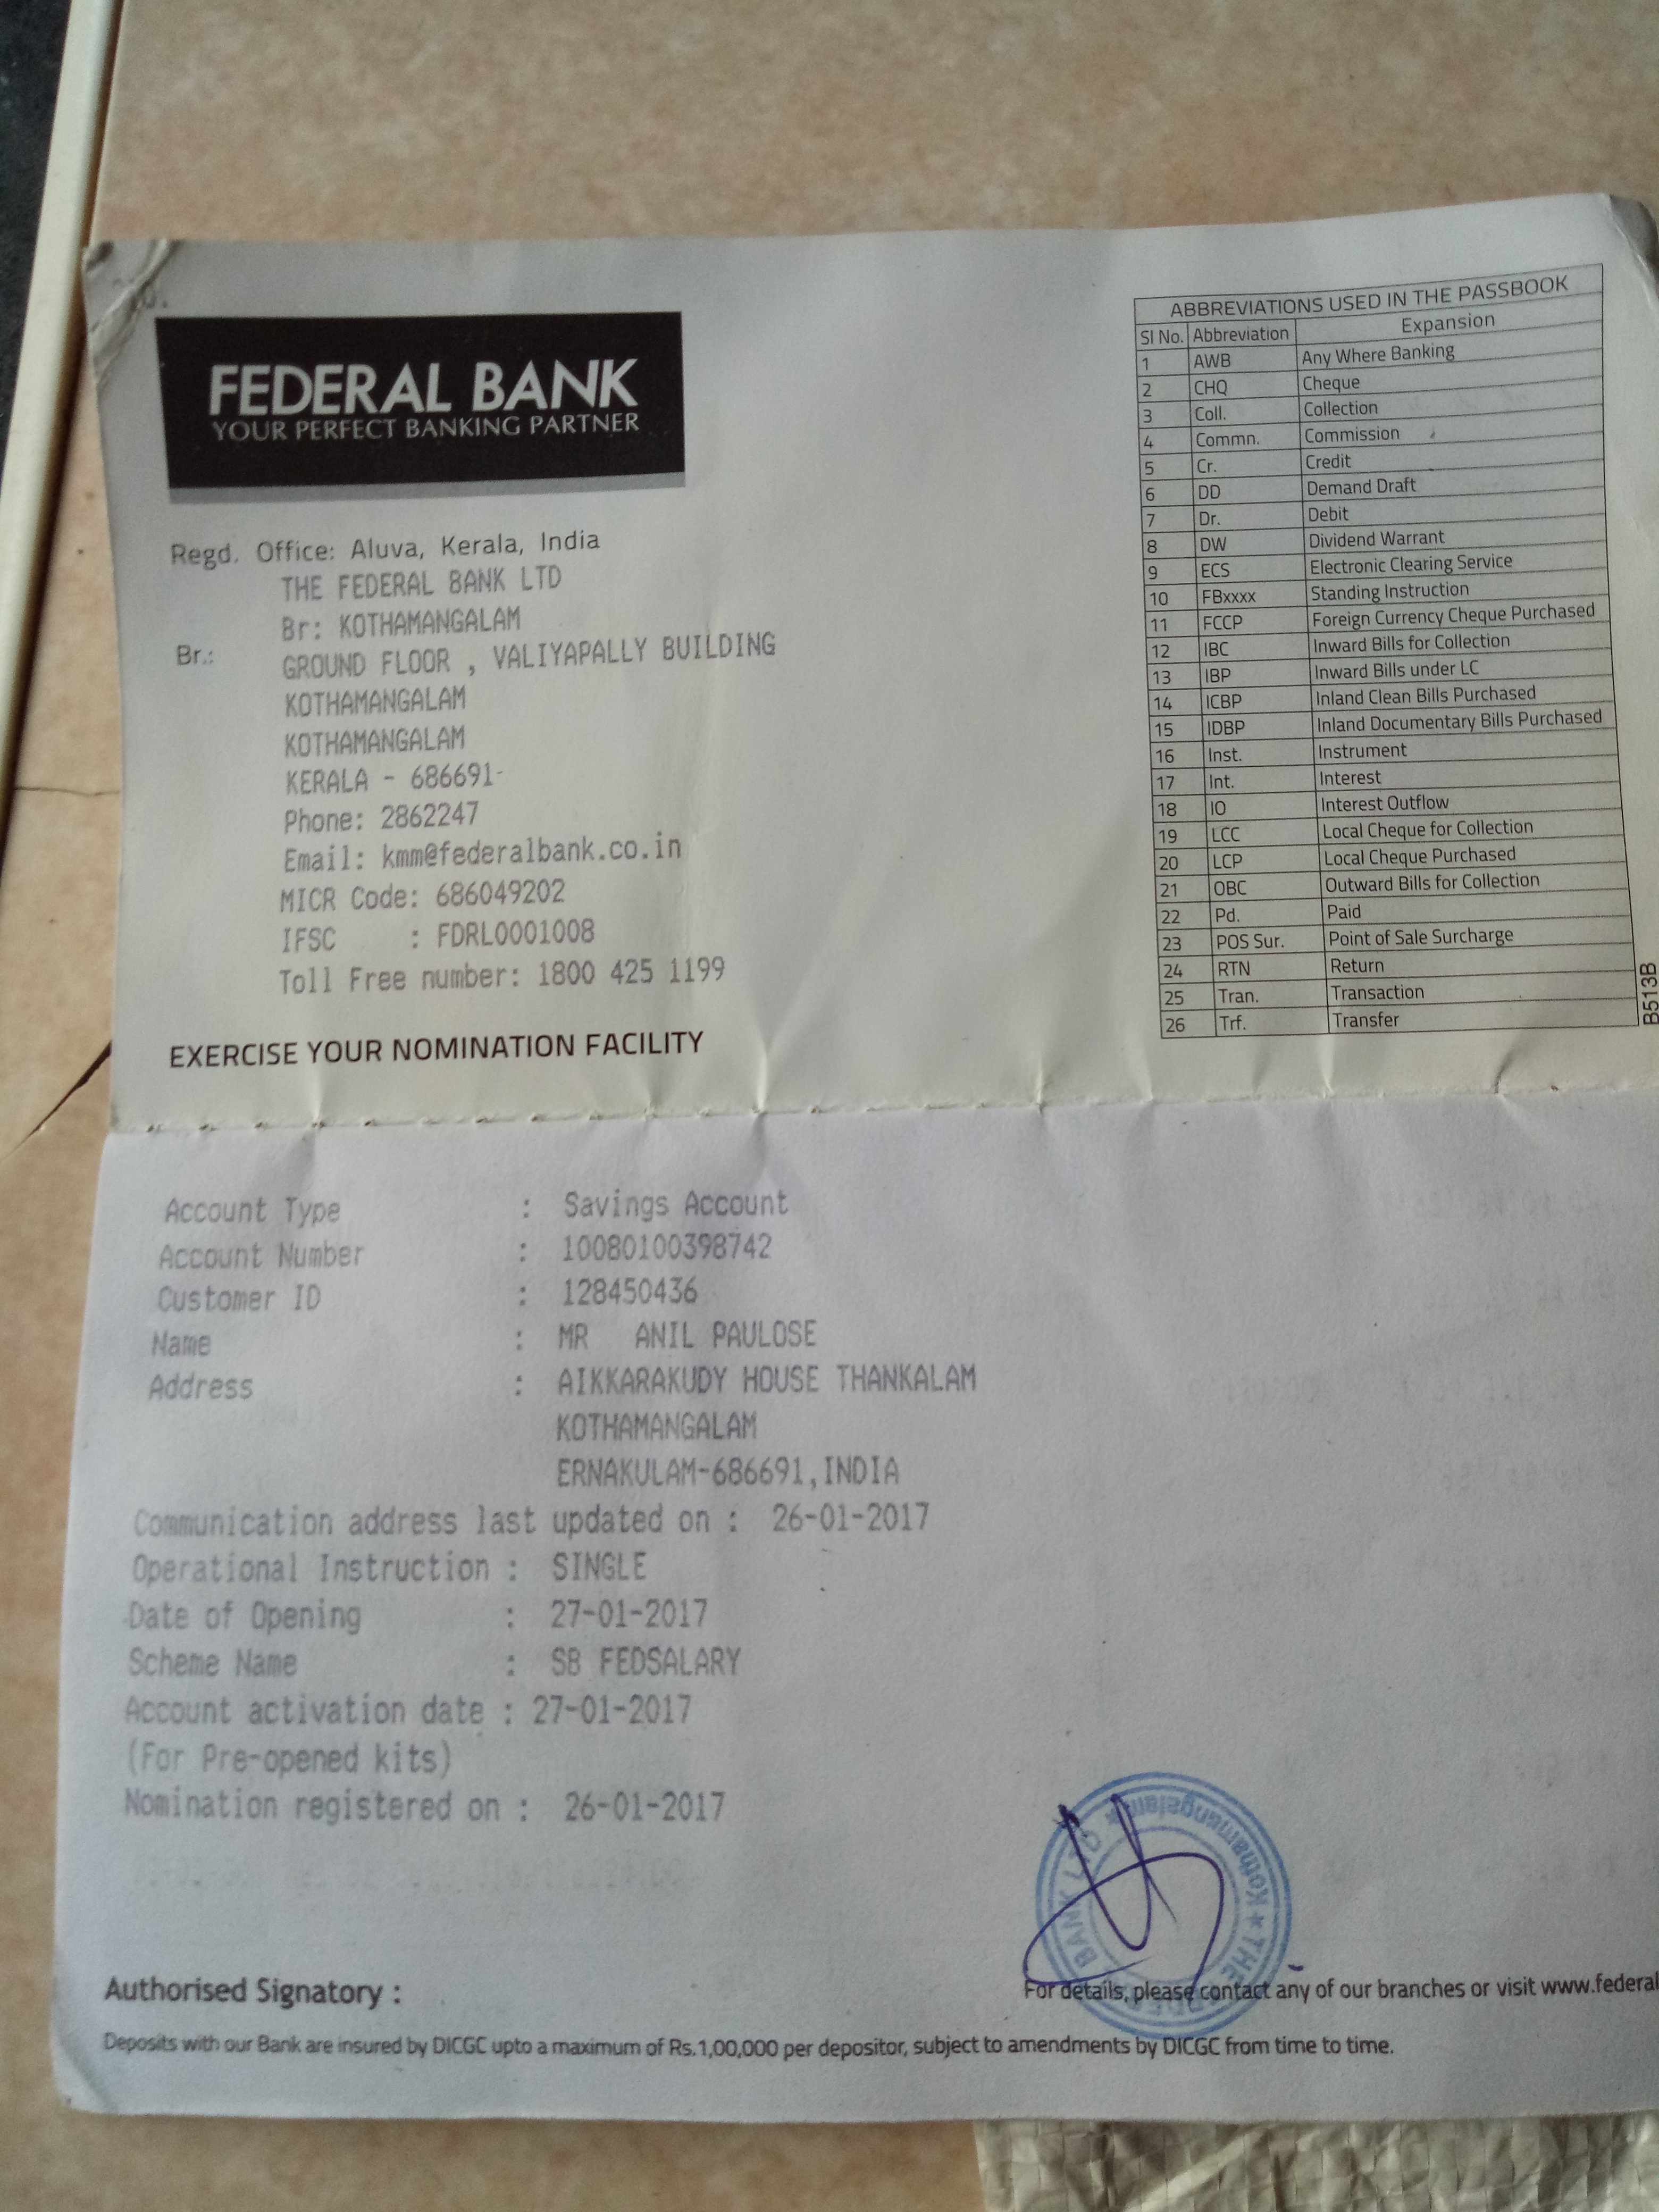 FEDERAL BANK
YOUR PERFECT BANKING PARTNER
Regd. Office: Aluva, Kerala, India
THE FEDERAL BANK LTD
Br: KOTHAMANGALAM
Br.: GROUND FLOOR , VALIYAPALLY BUILDING
KOTHAMANGALAM
KOTHAMANGALAM
KERALA - 686691-
Phone: 2862247
Email: kmm@federalbank.co.in
MICR Code: 686049202
IFSC : FDRL0001008
Toll Free number: 1800 425 1199
EXERCISE YOUR NOMINATION FACILITY
ABBREVIATIONS USED IN THE PASSBOOK
Sl No. Abbreviation Expansion
1 AWB Any Where Banking
2 CHQ Cheque
3 Coll. Collection
4 Commn. Commission
5 Cr. Credit
6 DD Demand Draft
7 Dr. Debit
8 DW Dividend Warrant
9 ECS Electronic Clearing Service
10 FBxxxx Standing Instruction
11 FCCP Foreign Currency Cheque Purchased
12 IBC Inward Bills for Collection
13 IBP Inward Bills under LC
14 ICBP Inland Clean Bills Purchased
15 IDBP Inland Documentary Bills Purchased
16 Inst. Instrument
17 Int. Interest
18 IO Interest Outflow
19 LCC Local Cheque for Collection
20 LCP Local Cheque Purchased
21 OBC Outward Bills for Collection
22 Pd. Paid
23 POS Sur. Point of Sale Surcharge
24 RTN Return
25 Tran. Transaction
26 Trf. Transfer
B513B
Account Type : Savings Account
Account Number : 10080100398742
Customer ID : 128450436
Name : MR ANIL PAULOSE
Address : AIKKARAKUDY HOUSE THANKALAM
KOTHAMANGALAM
ERNAKULAM-686691,INDIA
Communication address last updated on : 26-01-2017
Operational Instruction : SINGLE
Date of Opening : 27-01-2017
Scheme Name : SB FEDSALARY
Account activation date : 27-01-2017
(For Pre-opened kits)
Nomination registered on : 26-01-2017
Kothamangalam ★ THE BANK LTD ★
Authorised Signatory :
For details, please contact any of our branches or visit www.federal
Deposits with our Bank are insured by DICGC upto a maximum of Rs.1,00,000 per depositor, subject to amendments by DICGC from time to time.